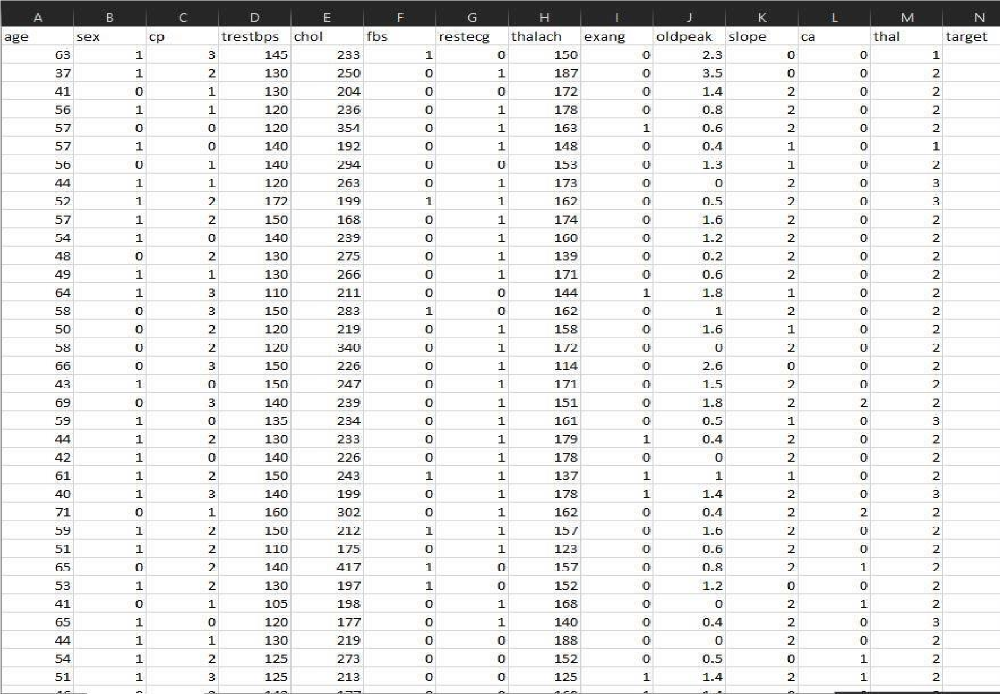 A B C D E F G H I J K L M N
age sex cp trestbps chol fbs restecg thalach exang oldpeak slope ca thal target
63 1 3 145 233 1 0 150 0 2.3 0 0 1
37 1 2 130 250 0 1 187 0 3.5 0 0 2
41 0 1 130 204 0 0 172 0 1.4 2 0 2
56 1 1 120 236 0 1 178 0 0.8 2 0 2
57 0 0 120 354 0 1 163 1 0.6 2 0 2
57 1 0 140 192 0 1 148 0 0.4 1 0 1
56 0 1 140 294 0 0 153 0 1.3 1 0 2
44 1 1 120 263 0 1 173 0 0 2 0 3
52 1 2 172 199 1 1 162 0 0.5 2 0 3
57 1 2 150 168 0 1 174 0 1.6 2 0 2
54 1 0 140 239 0 1 160 0 1.2 2 0 2
48 0 2 130 275 0 1 139 0 0.2 2 0 2
49 1 1 130 266 0 1 171 0 0.6 2 0 2
64 1 3 110 211 0 0 144 1 1.8 1 0 2
58 0 3 150 283 1 0 162 0 1 2 0 2
50 0 2 120 219 0 1 158 0 1.6 1 0 2
58 0 2 120 340 0 1 172 0 0 2 0 2
66 0 3 150 226 0 1 114 0 2.6 0 0 2
43 1 0 150 247 0 1 171 0 1.5 2 0 2
69 0 3 140 239 0 1 151 0 1.8 2 2 2
59 1 0 135 234 0 1 161 0 0.5 1 0 3
44 1 2 130 233 0 1 179 1 0.4 2 0 2
42 1 0 140 226 0 1 178 0 0 2 0 2
61 1 2 150 243 1 1 137 1 1 1 0 2
40 1 3 140 199 0 1 178 1 1.4 2 0 3
71 0 1 160 302 0 1 162 0 0.4 2 2 2
59 1 2 150 212 1 1 157 0 1.6 2 0 2
51 1 2 110 175 0 1 123 0 0.6 2 0 2
65 0 2 140 417 1 0 157 0 0.8 2 1 2
53 1 2 130 197 1 0 152 0 1.2 0 0 2
41 0 1 105 198 0 1 168 0 0 2 1 2
65 1 0 120 177 0 1 140 0 0.4 2 0 3
44 1 1 130 219 0 0 188 0 0 2 0 2
54 1 2 125 273 0 0 152 0 0.5 0 1 2
51 1 3 125 213 0 0 125 1 1.4 2 1 2